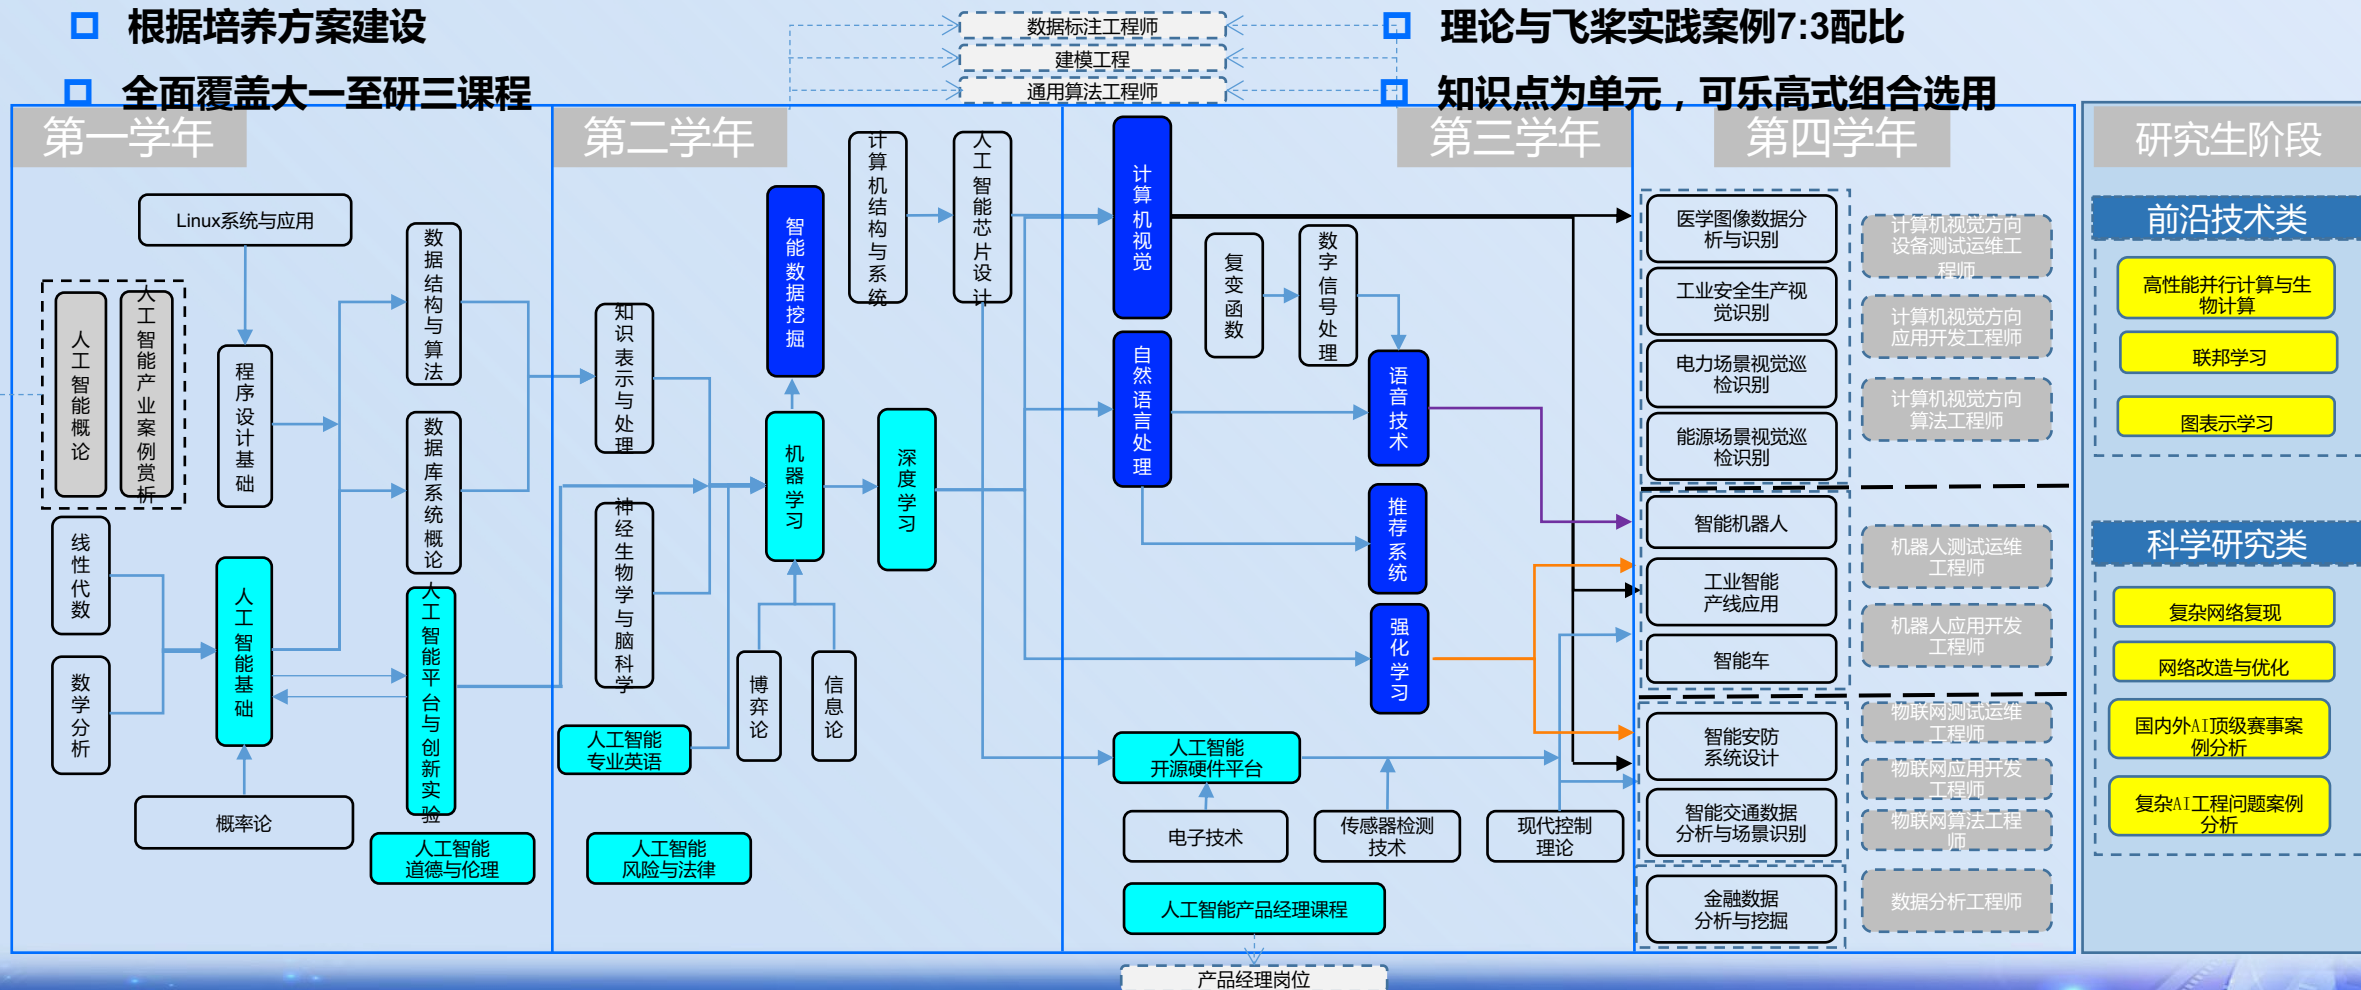 根据培养方案建设
全面覆盖大一至研三课程
理论与飞桨实践案例7:3配比
知识点为单元，可乐高式组合选用
数据标注工程师
建模工程
通用算法工程师
第一学年
Linux系统与应用
人工智能概论
人工智能产业案例赏析
程序设计基础
数据结构与算法
数据库系统概论
线性代数
数学分析
人工智能基础
人工智能平台与创新实验
概率论
人工智能
道德与伦理
第二学年
计算机结构与系统
人工智能芯片设计
智能数据挖掘
知识表示与处理
神经生物学与脑科学
机器学习
深度学习
博弈论
信息论
人工智能
专业英语
人工智能
风险与法律
第三学年
计算机视觉
复变函数
数字信号处理
自然语言处理
语音技术
推荐系统
强化学习
人工智能
开源硬件平台
电子技术
传感器检测
技术
现代控制
理论
人工智能产品经理课程
产品经理岗位
第四学年
医学图像数据分
析与识别
工业安全生产视
觉识别
电力场景视觉巡
检识别
能源场景视觉巡
检识别
智能机器人
工业智能
产线应用
智能车
智能安防
系统设计
智能交通数据
分析与场景识别
金融数据
分析与挖掘
计算机视觉方向
设备测试运维工
程师
计算机视觉方向
应用开发工程师
计算机视觉方向
算法工程师
机器人测试运维
工程师
机器人应用开发
工程师
物联网测试运维
工程师
物联网应用开发
工程师
物联网算法工程
师
数据分析工程师
研究生阶段
前沿技术类
高性能并行计算与生
物计算
联邦学习
图表示学习
科学研究类
复杂网络复现
网络改造与优化
国内外AI顶级赛事案
例分析
复杂AI工程问题案例
分析